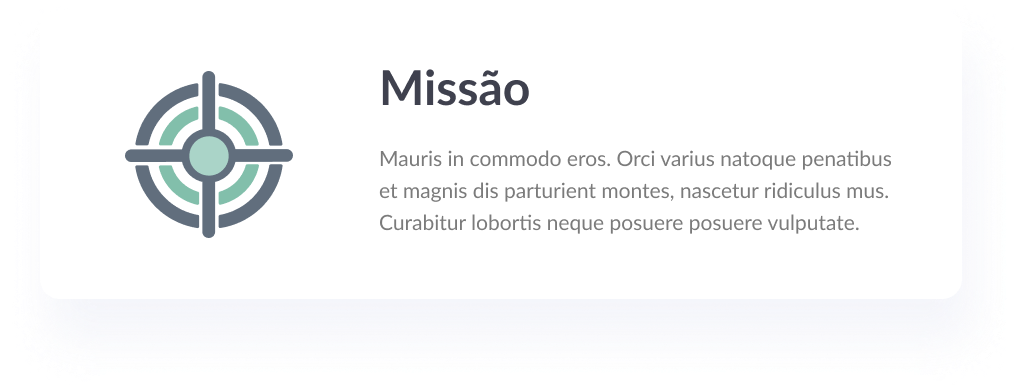 Missão
Mauris in commodo eros. Orci varius natoque penatibus
et magnis dis parturient montes, nascetur ridiculus mus.
Curabitur lobortis neque posuere posuere vulputate.